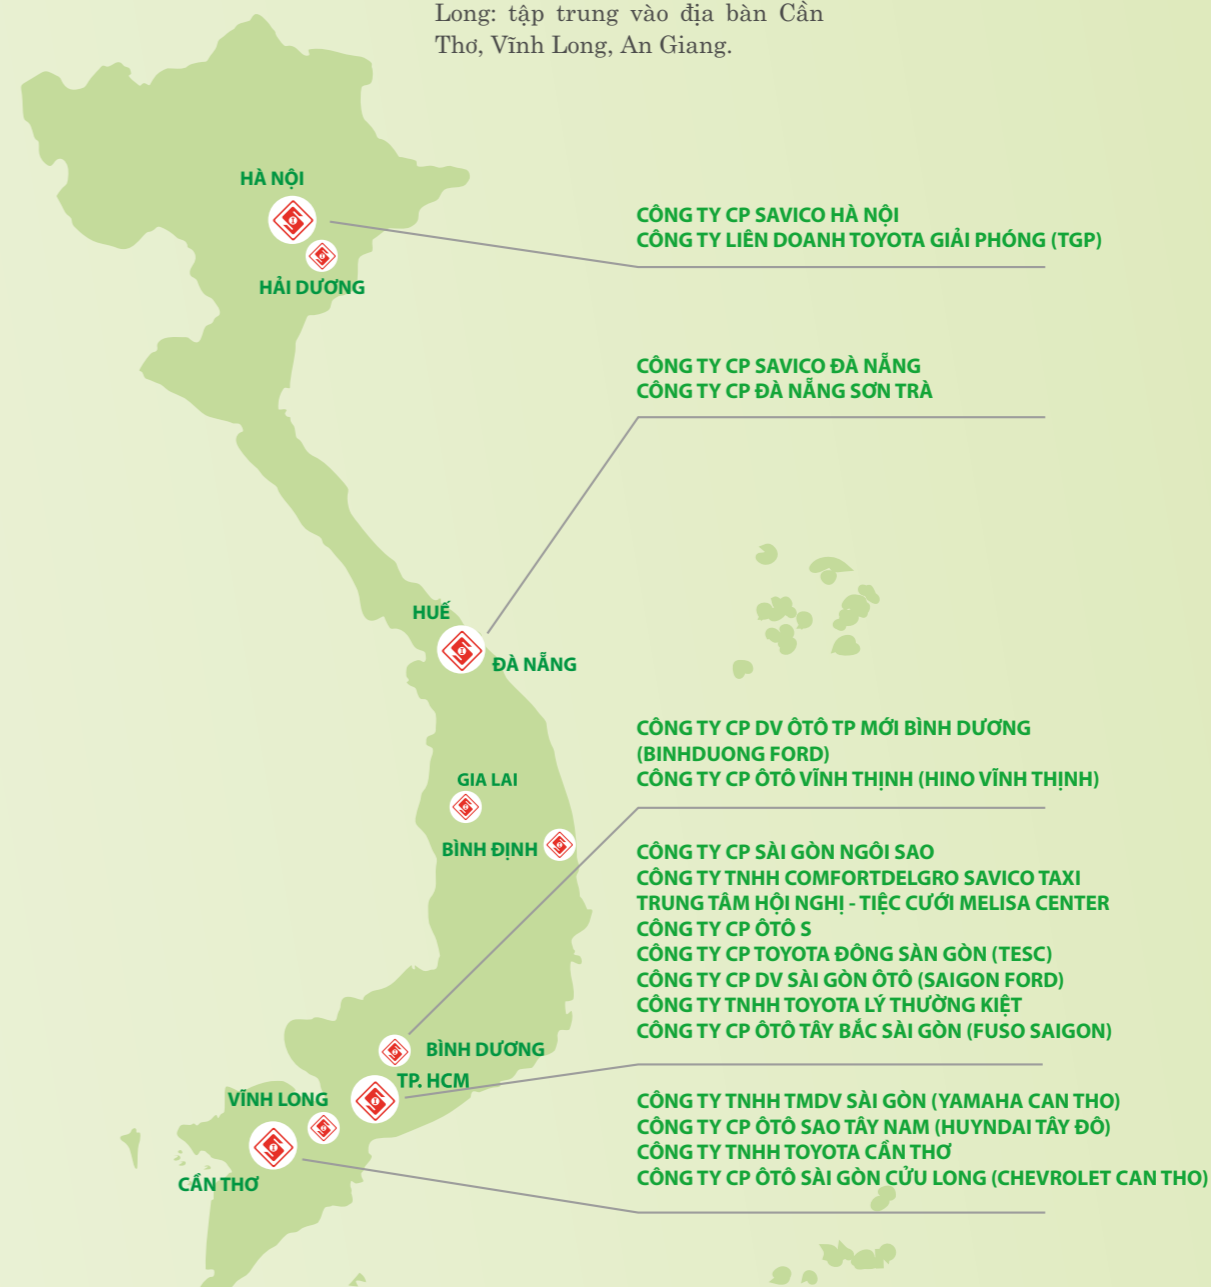 Long: tập trung vào địa bàn Cần
Thơ, Vĩnh Long, An Giang.
HÀ NỘI
HẢI DƯƠNG
CÔNG TY CP SAVICO HÀ NỘI
CÔNG TY LIÊN DOANH TOYOTA GIẢI PHÓNG (TGP)
CÔNG TY CP SAVICO ĐÀ NẴNG
CÔNG TY CP ĐÀ NẴNG SƠN TRÀ
HUẾ
ĐÀ NẴNG
CÔNG TY CP DV ÔTÔ TP MỚI BÌNH DƯƠNG
(BINHDUONG FORD)
CÔNG TY CP ÔTÔ VĨNH THỊNH (HINO VĨNH THỊNH)
GIA LAI
BÌNH ĐỊNH
CÔNG TY CP SÀI GÒN NGÔI SAO
CÔNG TY TNHH COMFORTDELGRO SAVICO TAXI
TRUNG TÂM HỘI NGHỊ - TIỆC CƯỚI MELISA CENTER
CÔNG TY CP ÔTÔ S
CÔNG TY CP TOYOTA ĐÔNG SÀN GÒN (TESC)
CÔNG TY CP DV SÀI GÒN ÔTÔ (SAIGON FORD)
CÔNG TY TNHH TOYOTA LÝ THƯỜNG KIỆT
CÔNG TY CP ÔTÔ TÂY BẮC SÀI GÒN (FUSO SAIGON)
BÌNH DƯƠNG
TP. HCM
VĨNH LONG
CẦN THƠ
CÔNG TY TNHH TMDV SÀI GÒN (YAMAHA CAN THO)
CÔNG TY CP ÔTÔ SAO TÂY NAM (HUYNDAI TÂY ĐÔ)
CÔNG TY TNHH TOYOTA CẦN THƠ
CÔNG TY CP ÔTÔ SÀI GÒN CỬU LONG (CHEVROLET CAN THO)